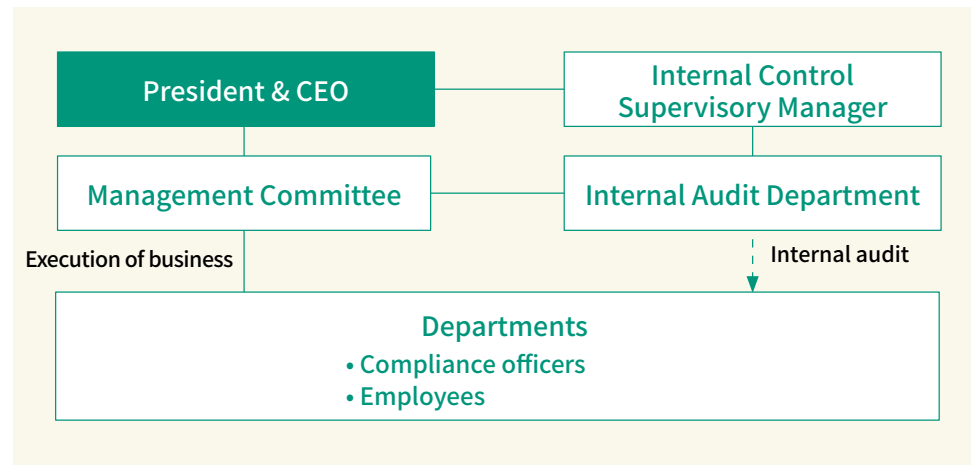 President & CEO
Internal Control
Supervisory Manager
Management Committee
Internal Audit Department
Execution of business
Internal audit
Departments
• Compliance officers
• Employees